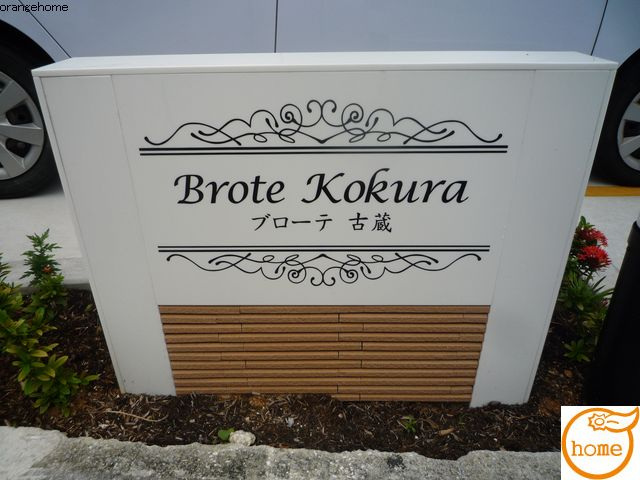 orangehome
Brote Kokura
ブローテ 古蔵
home